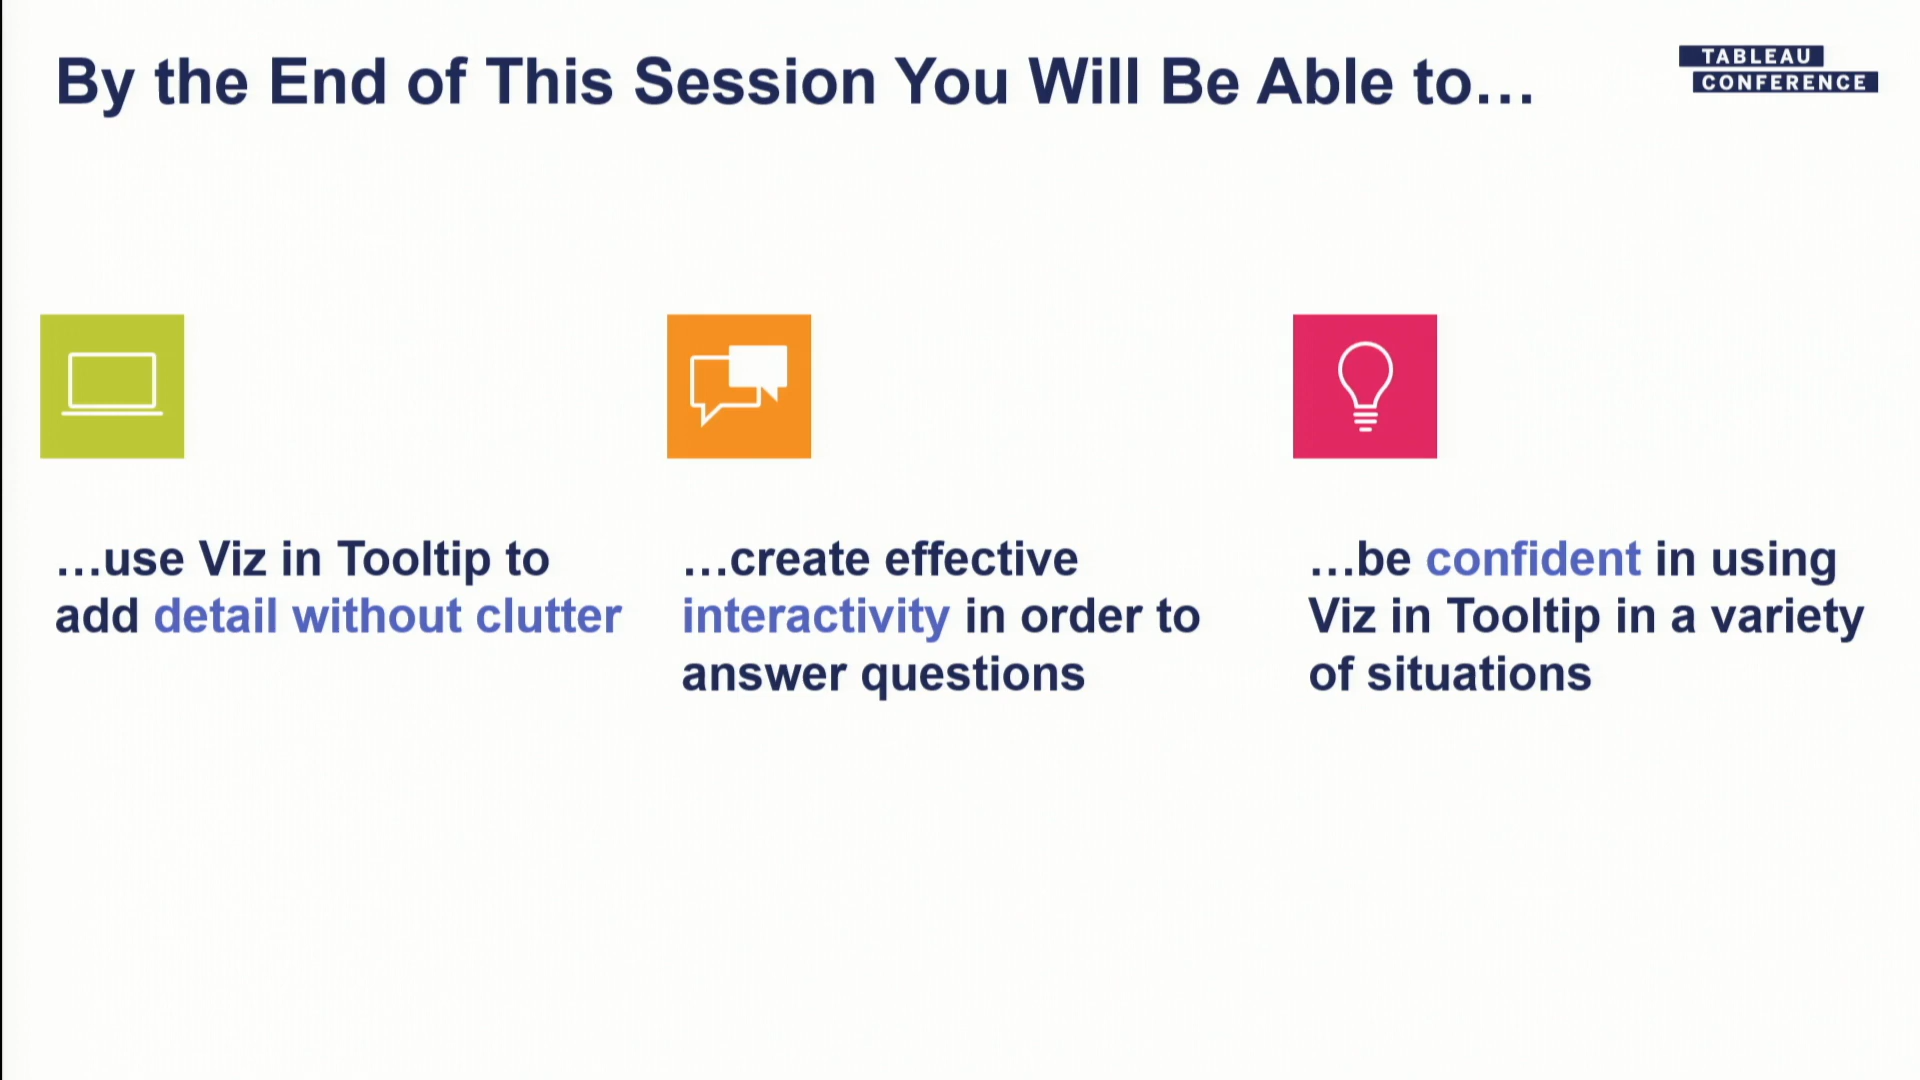 By the End of This Session You Will Be Able to…
TABLEAU
CONFERENCE
…use Viz in Tooltip to
add detail without clutter
…create effective
interactivity in order to
answer questions
…be confident in using
Viz in Tooltip in a variety
of situations